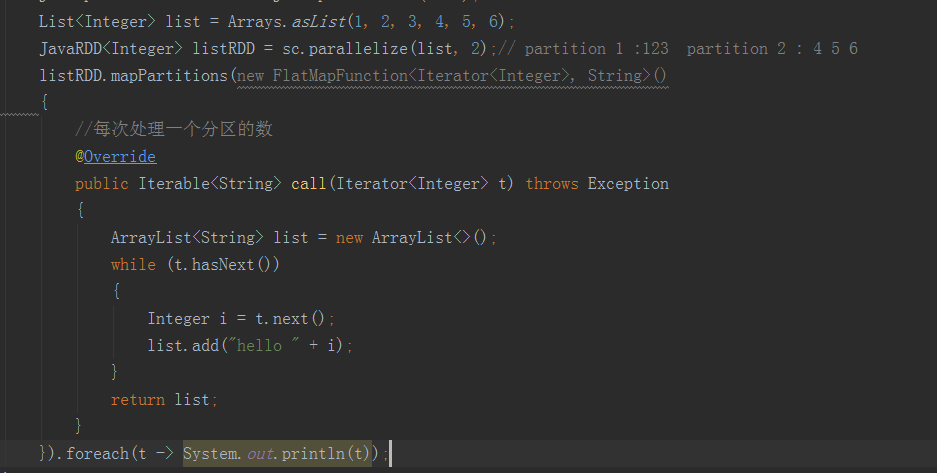 List<Integer> list = Arrays.asList(1, 2, 3, 4, 5, 6);
JavaRDD<Integer> listRDD = sc.parallelize(list, 2);// partition 1 :123  partition 2 : 4 5 6
listRDD.mapPartitions(new FlatMapFunction<Iterator<Integer>, String>()
{
//每次处理一个分区的数
@Override
public Iterable<String> call(Iterator<Integer> t) throws Exception
{
ArrayList<String> list = new ArrayList<>();
while (t.hasNext())
{
Integer i = t.next();
list.add("hello " + i);
}
return list;
}
}).foreach(t -> System.out.println(t));